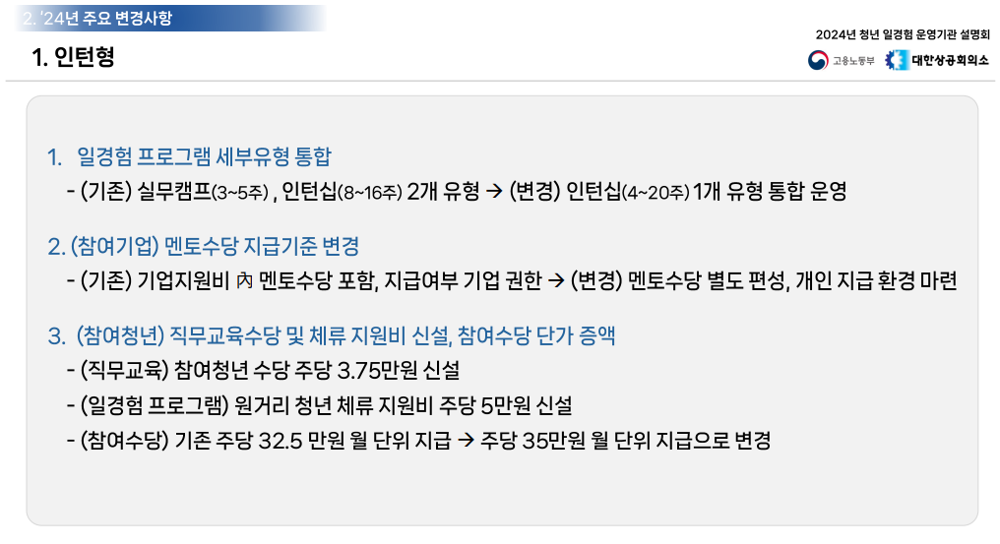 2. '24년 주요 변경사항
1. 인턴형
2024년 청년 일경험 운영기관 설명회
고용노동부 대한상공회의소
1. 일경험 프로그램 세부유형 통합
- (기존) 실무캠프(3~5주) , 인턴십(8~16주) 2개 유형 → (변경) 인턴십(4~20주) 1개 유형 통합 운영
2. (참여기업) 멘토수당 지급기준 변경
- (기존) 기업지원비 內 멘토수당 포함, 지급여부 기업 권한 → (변경) 멘토수당 별도 편성, 개인 지급 환경 마련
3. (참여청년) 직무교육수당 및 체류 지원비 신설, 참여수당 단가 증액
- (직무교육) 참여청년 수당 주당 3.75만원 신설
- (일경험 프로그램) 원거리 청년 체류 지원비 주당 5만원 신설
- (참여수당) 기존 주당 32.5 만원 월 단위 지급 → 주당 35만원 월 단위 지급으로 변경